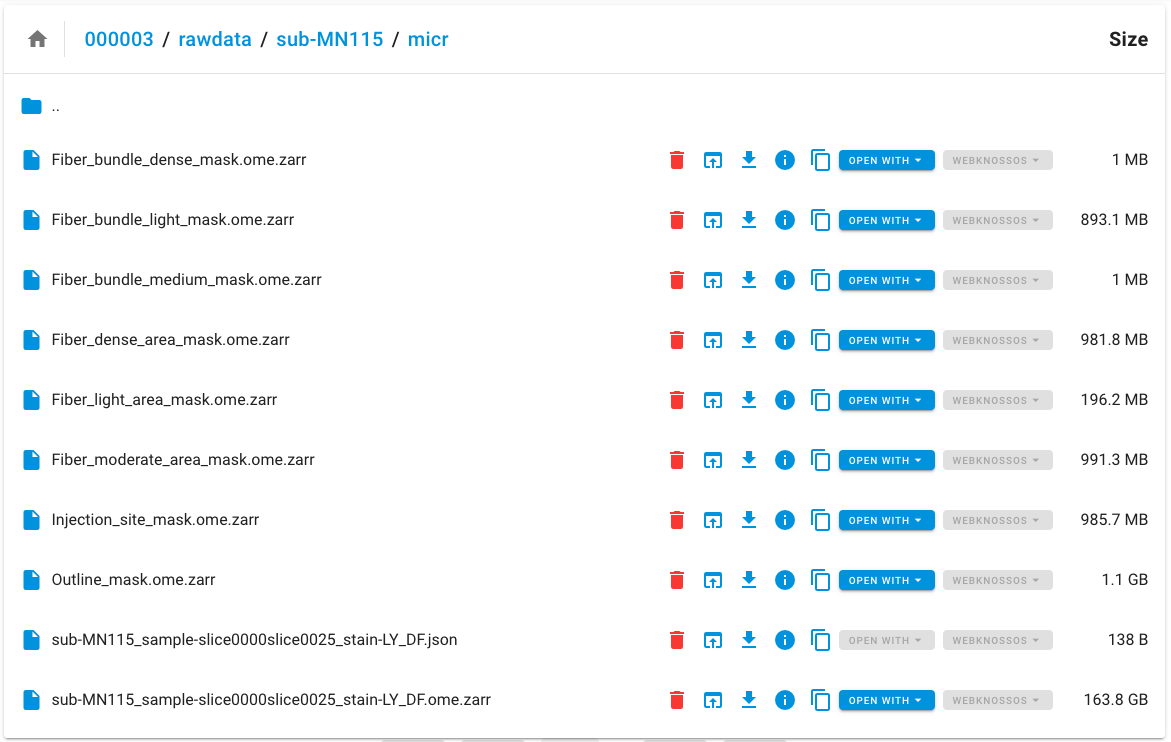 000003 / rawdata / sub-MN115 / micr Size
..
Fiber_bundle_dense_mask.ome.zarr OPEN WITH WEBKNOSSOS 1 MB
Fiber_bundle_light_mask.ome.zarr OPEN WITH WEBKNOSSOS 893.1 MB
Fiber_bundle_medium_mask.ome.zarr OPEN WITH WEBKNOSSOS 1 MB
Fiber_dense_area_mask.ome.zarr OPEN WITH WEBKNOSSOS 981.8 MB
Fiber_light_area_mask.ome.zarr OPEN WITH WEBKNOSSOS 196.2 MB
Fiber_moderate_area_mask.ome.zarr OPEN WITH WEBKNOSSOS 991.3 MB
Injection_site_mask.ome.zarr OPEN WITH WEBKNOSSOS 985.7 MB
Outline_mask.ome.zarr OPEN WITH WEBKNOSSOS 1.1 GB
sub-MN115_sample-slice0000slice0025_stain-LY_DF.json OPEN WITH WEBKNOSSOS 138 B
sub-MN115_sample-slice0000slice0025_stain-LY_DF.ome.zarr OPEN WITH WEBKNOSSOS 163.8 GB